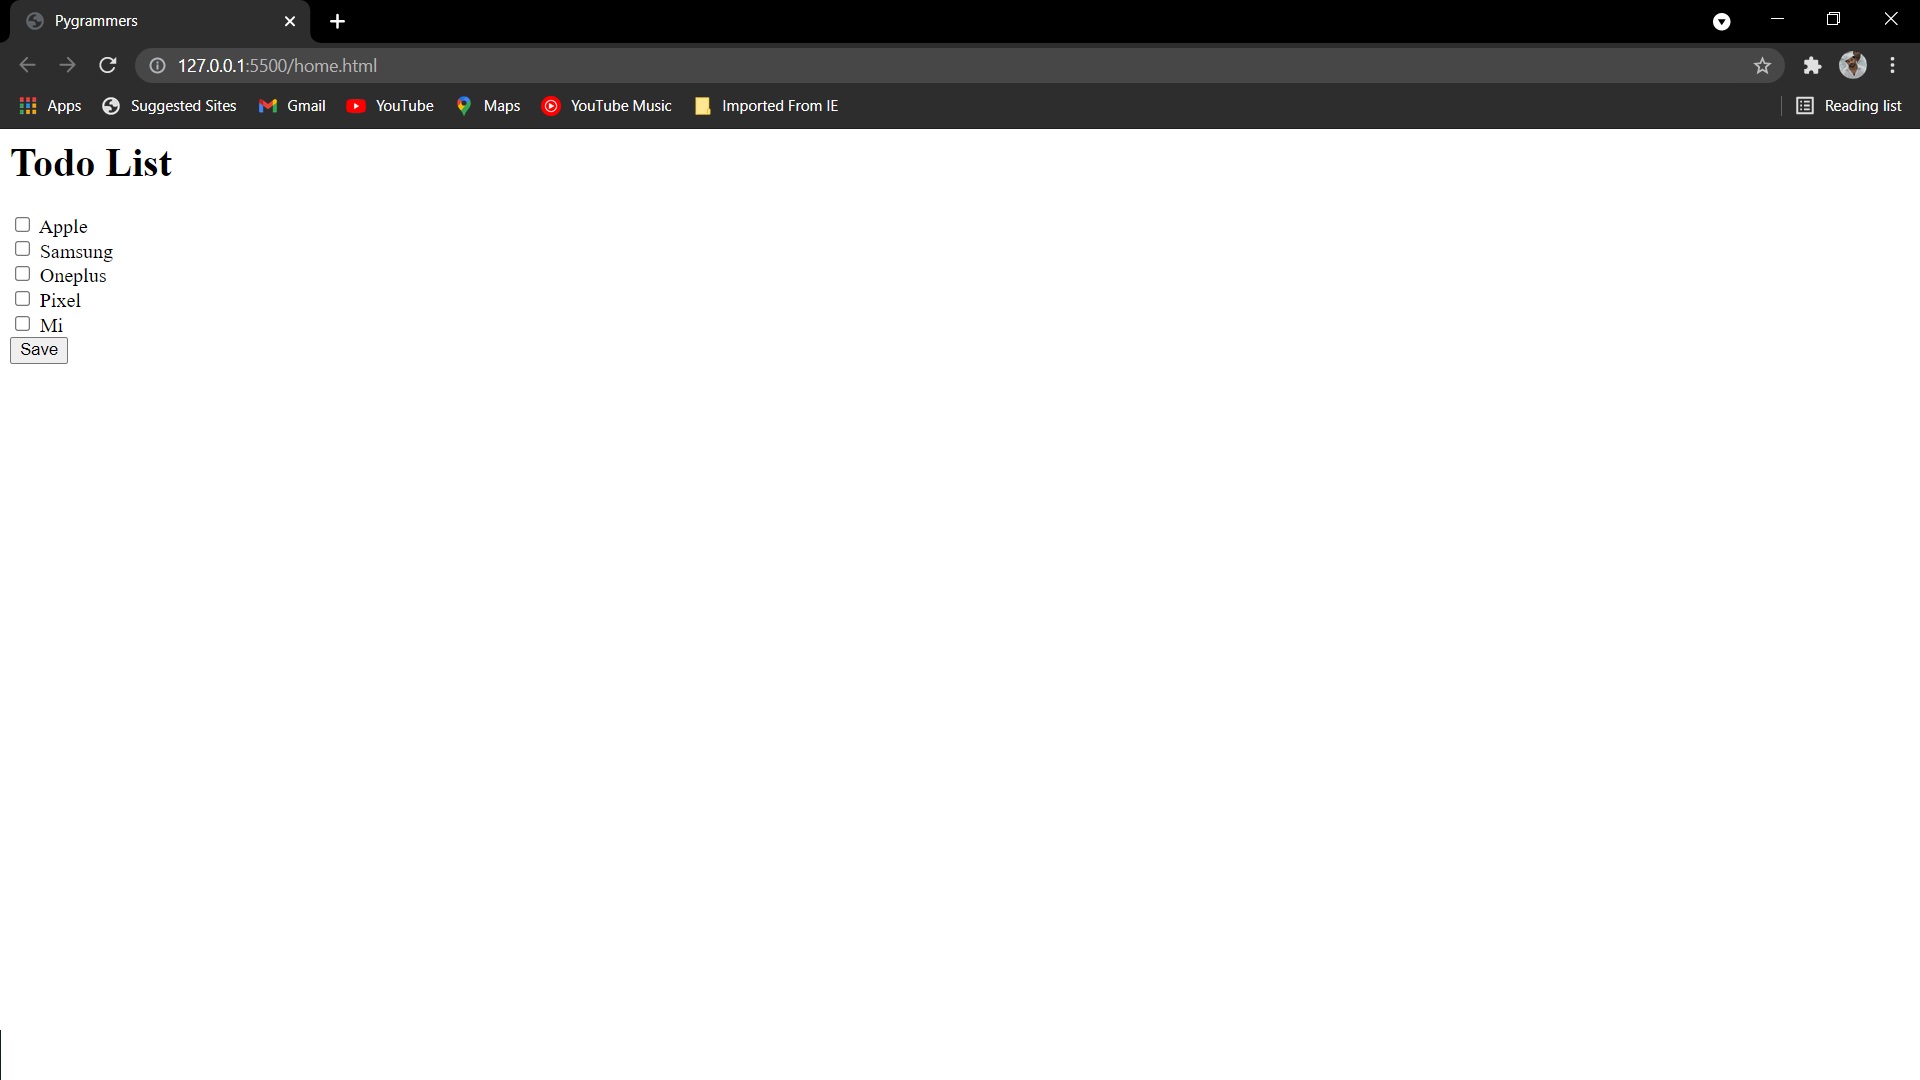 Pygrammers
127.0.0.1:5500/home.html
Apps Suggested Sites Gmail YouTube Maps YouTube Music Imported From IE Reading list
Todo List
Apple
Samsung
Oneplus
Pixel
Mi
Save